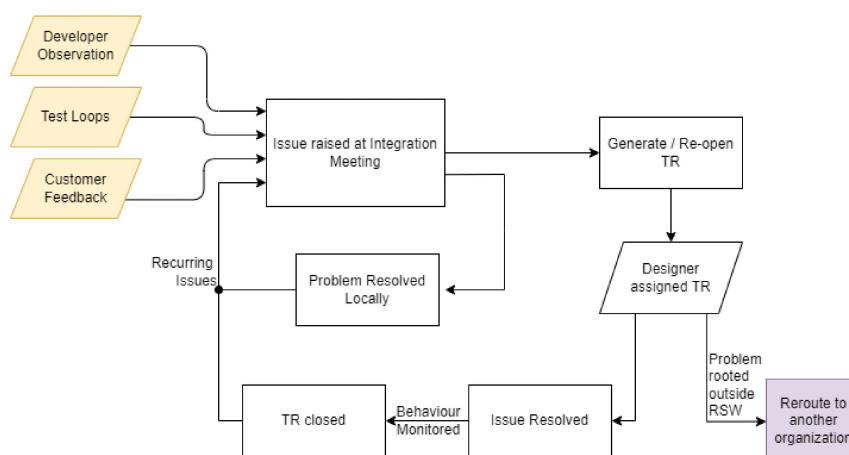 Developer
Observation
Test Loops
Customer
Feedback
Issue raised at Integration
Meeting
Generate / Re-open
TR
Recurring
Issues
Problem Resolved
Locally
Designer
assigned TR
Problem
rooted
outside
RSW
TR closed
Behaviour
Monitored
Issue Resolved
Reroute to
another
organization